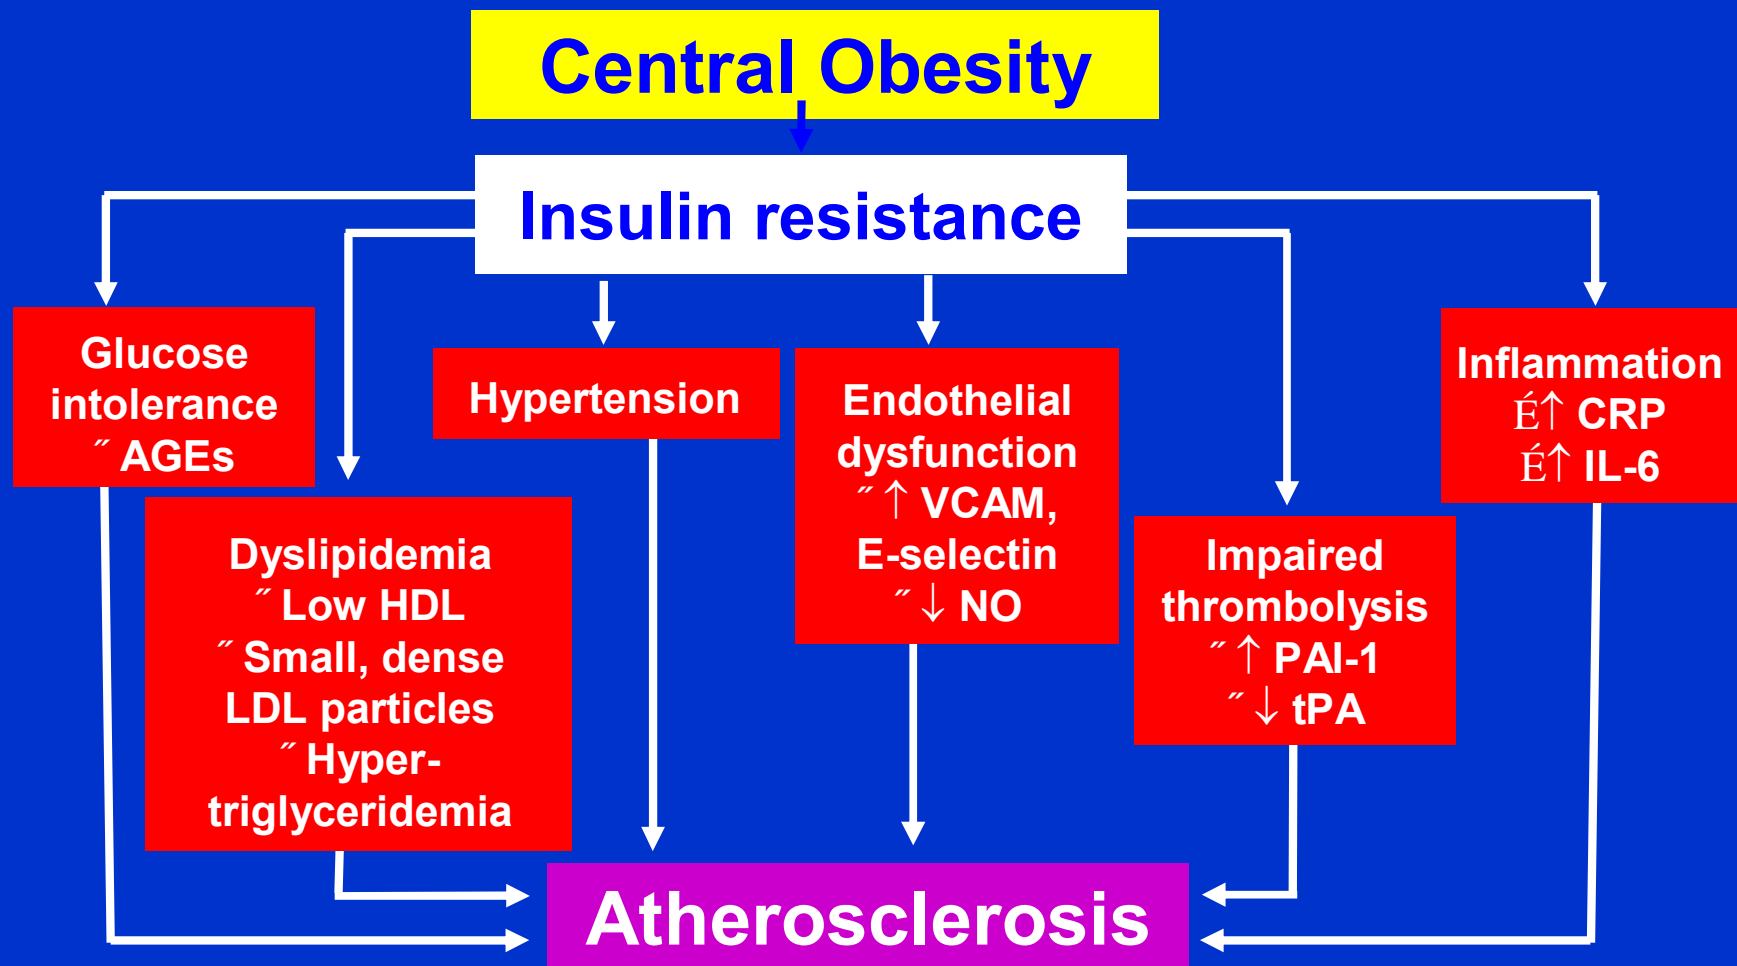 Central Obesity
Insulin resistance
Glucose
intolerance
˝ AGEs
Dyslipidemia
˝ Low HDL
˝ Small, dense
LDL particles
˝ Hyper-
triglyceridemia
Hypertension
Endothelial
dysfunction
˝ ↑ VCAM,
E-selectin
˝ ↓ NO
Impaired
thrombolysis
˝ ↑ PAI-1
˝ ↓ tPA
Inflammation
É↑ CRP
É↑ IL-6
Atherosclerosis